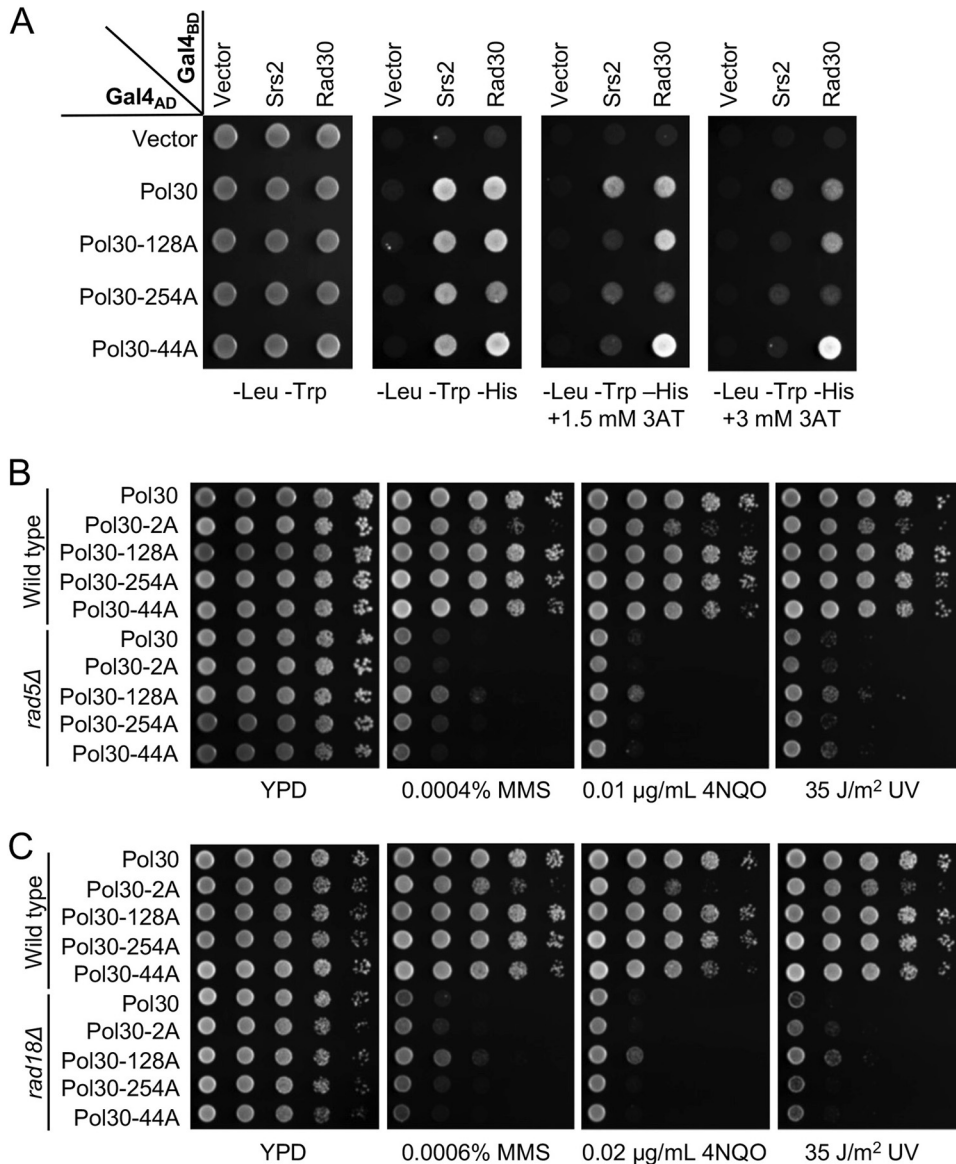 A
Gal4BD
Gal4AD
Vector Srs2 Rad30 Vector Srs2 Rad30 Vector Srs2 Rad30 Vector Srs2 Rad30
Vector
Pol30
Pol30-128A
Pol30-254A
Pol30-44A
-Leu -Trp -Leu -Trp -His -Leu -Trp –His -Leu -Trp -His
+1.5 mM 3AT +3 mM 3AT
B
Wild type
Pol30
Pol30-2A
Pol30-128A
Pol30-254A
Pol30-44A
rad5Δ
Pol30
Pol30-2A
Pol30-128A
Pol30-254A
Pol30-44A
YPD 0.0004% MMS 0.01 µg/mL 4NQO 35 J/m² UV
C
Wild type
Pol30
Pol30-2A
Pol30-128A
Pol30-254A
Pol30-44A
rad18Δ
Pol30
Pol30-2A
Pol30-128A
Pol30-254A
Pol30-44A
YPD 0.0006% MMS 0.02 µg/mL 4NQO 35 J/m² UV